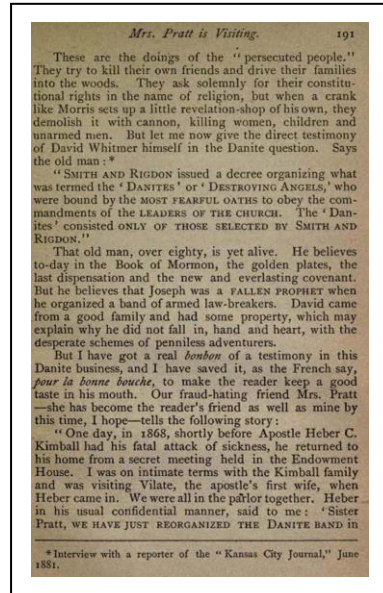 Mrs. Pratt is Visiting. 191
These are the doings of the “persecuted people.”
They try to kill their own friends and drive their families
into the woods. They ask solemnly for their constitu-
tional rights in the name of religion, but when a crank
like Morris sets up a little revelation-shop of his own, they
demolish it with cannon, killing women, children and
unarmed men. But let me now give the direct testimony
of David Whitmer himself in the Danite question. Says
the old man :*
“SMITH AND RIGDON issued a decree organizing what
was termed the ‘DANITES’ or ‘DESTROYING ANGELS,’ who
were bound by the MOST FEARFUL OATHS to obey the com-
mandments of the LEADERS OF THE CHURCH. The ‘Dan-
ites’ consisted ONLY OF THOSE SELECTED BY SMITH AND
RIGDON.”
That old man, over eighty, is yet alive. He believes
to-day in the Book of Mormon, the golden plates, the
last dispensation and the new and everlasting covenant.
But he believes that Joseph was a FALLEN PROPHET when
he organized a band of armed law-breakers. David came
from a good family and had some property, which may
explain why he did not fall in, hand and heart, with the
desperate schemes of penniless adventurers.
But I have got a real bonbon of a testimony in this
Danite business, and I have saved it, as the French say,
pour la bonne bouche, to make the reader keep a good
taste in his mouth. Our fraud-hating friend Mrs. Pratt
—she has become the reader’s friend as well as mine by
this time, I hope—tells the following story:
“One day, in 1868, shortly before Apostle Heber C.
Kimball had his fatal attack of sickness, he returned to
his home from a secret meeting held in the Endowment
House. I was on intimate terms with the Kimball family
and was visiting Vilate, the apostle’s first wife, when
Heber came in. We were all in the parlor together. Heber
in his usual confidential manner, said to me: ‘Sister
Pratt, WE HAVE JUST REORGANIZED THE DANITE BAND in
*Interview with a reporter of the “Kansas City Journal,” June
1881.